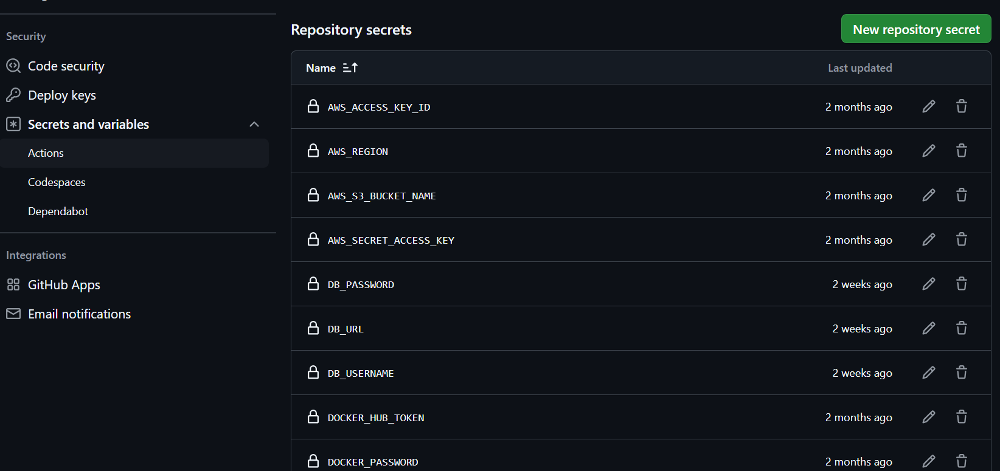 Security
Code security
Deploy keys
Secrets and variables
Actions
Codespaces
Dependabot
Integrations
GitHub Apps
Email notifications
Repository secrets
New repository secret
Name Last updated
AWS_ACCESS_KEY_ID 2 months ago
AWS_REGION 2 months ago
AWS_S3_BUCKET_NAME 2 months ago
AWS_SECRET_ACCESS_KEY 2 months ago
DB_PASSWORD 2 weeks ago
DB_URL 2 weeks ago
DB_USERNAME 2 weeks ago
DOCKER_HUB_TOKEN 2 months ago
DOCKER_PASSWORD 2 months ago